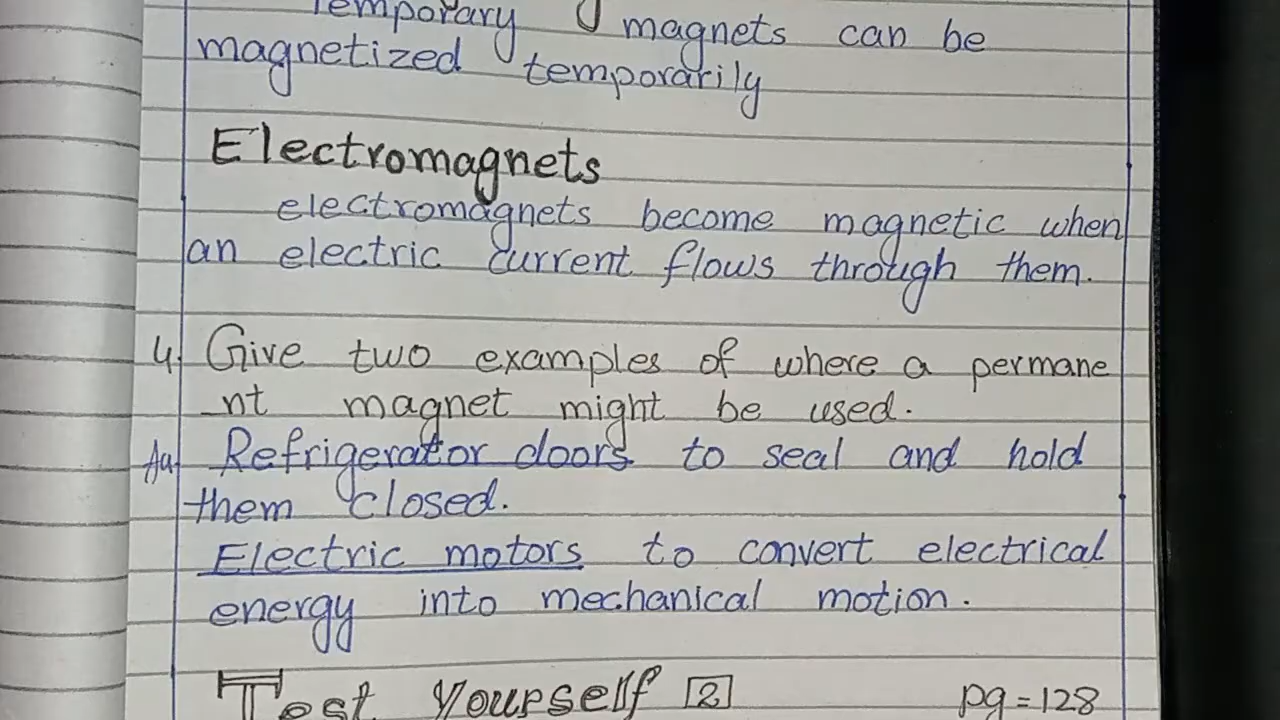 Temporary magnets can be
magnetized temporarily
Electromagnets
electromagnets become magnetic when
an electric current flows through them.
4 Give two examples of where a permane
nt magnet might be used.
Refrigerator doors to seal and hold
them closed.
Electric motors to convert electrical
energy into mechanical motion.
Test Yourself 2 pg = 128